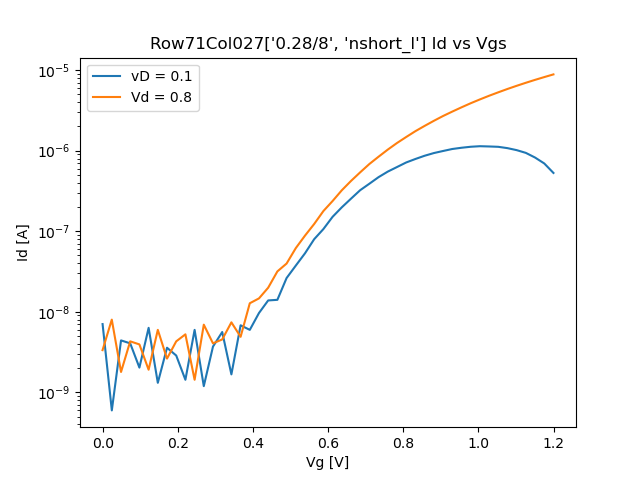 Row71Col027['0.28/8', 'nshort_l'] Id vs Vgs
vD = 0.1
Vd = 0.8
Id [A]
10^-5
10^-6
10^-7
10^-8
10^-9
0.0 0.2 0.4 0.6 0.8 1.0 1.2
Vg [V]